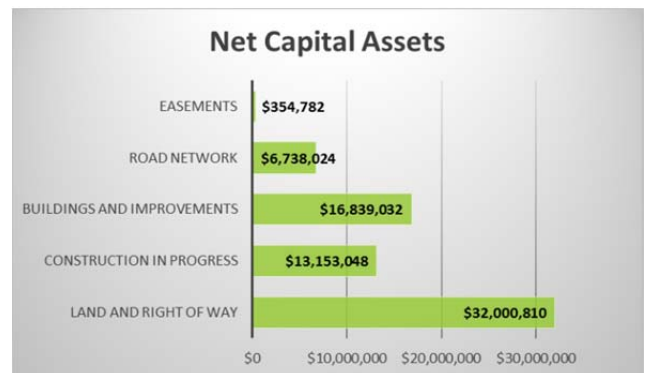 Net Capital Assets
EASEMENTS $354,782
ROAD NETWORK $6,738,024
BUILDINGS AND IMPROVEMENTS $16,839,032
CONSTRUCTION IN PROGRESS $13,153,048
LAND AND RIGHT OF WAY $32,000,810
$0 $10,000,000 $20,000,000 $30,000,000